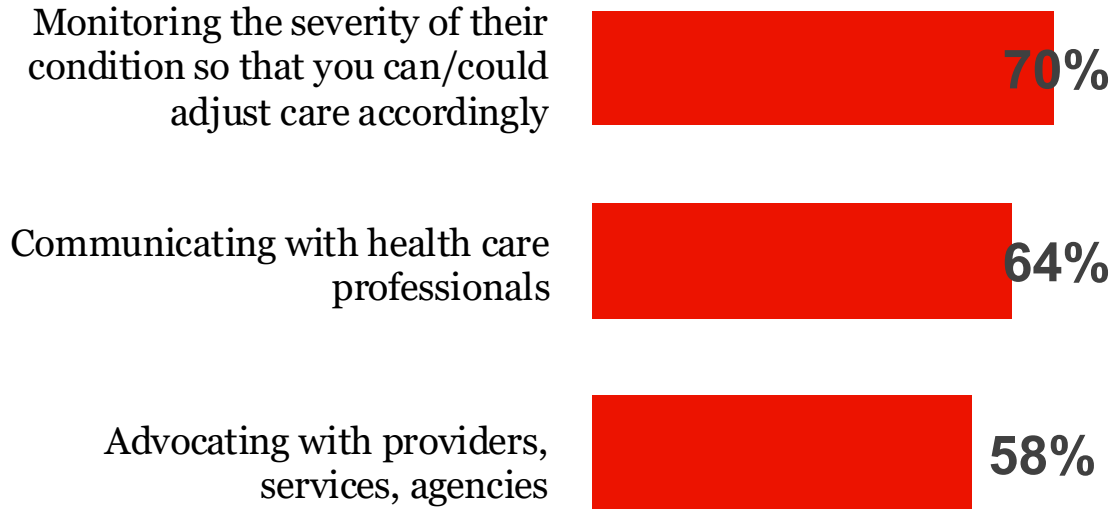 Monitoring the severity of their
condition so that you can/could
adjust care accordingly
70%
Communicating with health care
professionals
64%
Advocating with providers,
services, agencies
58%